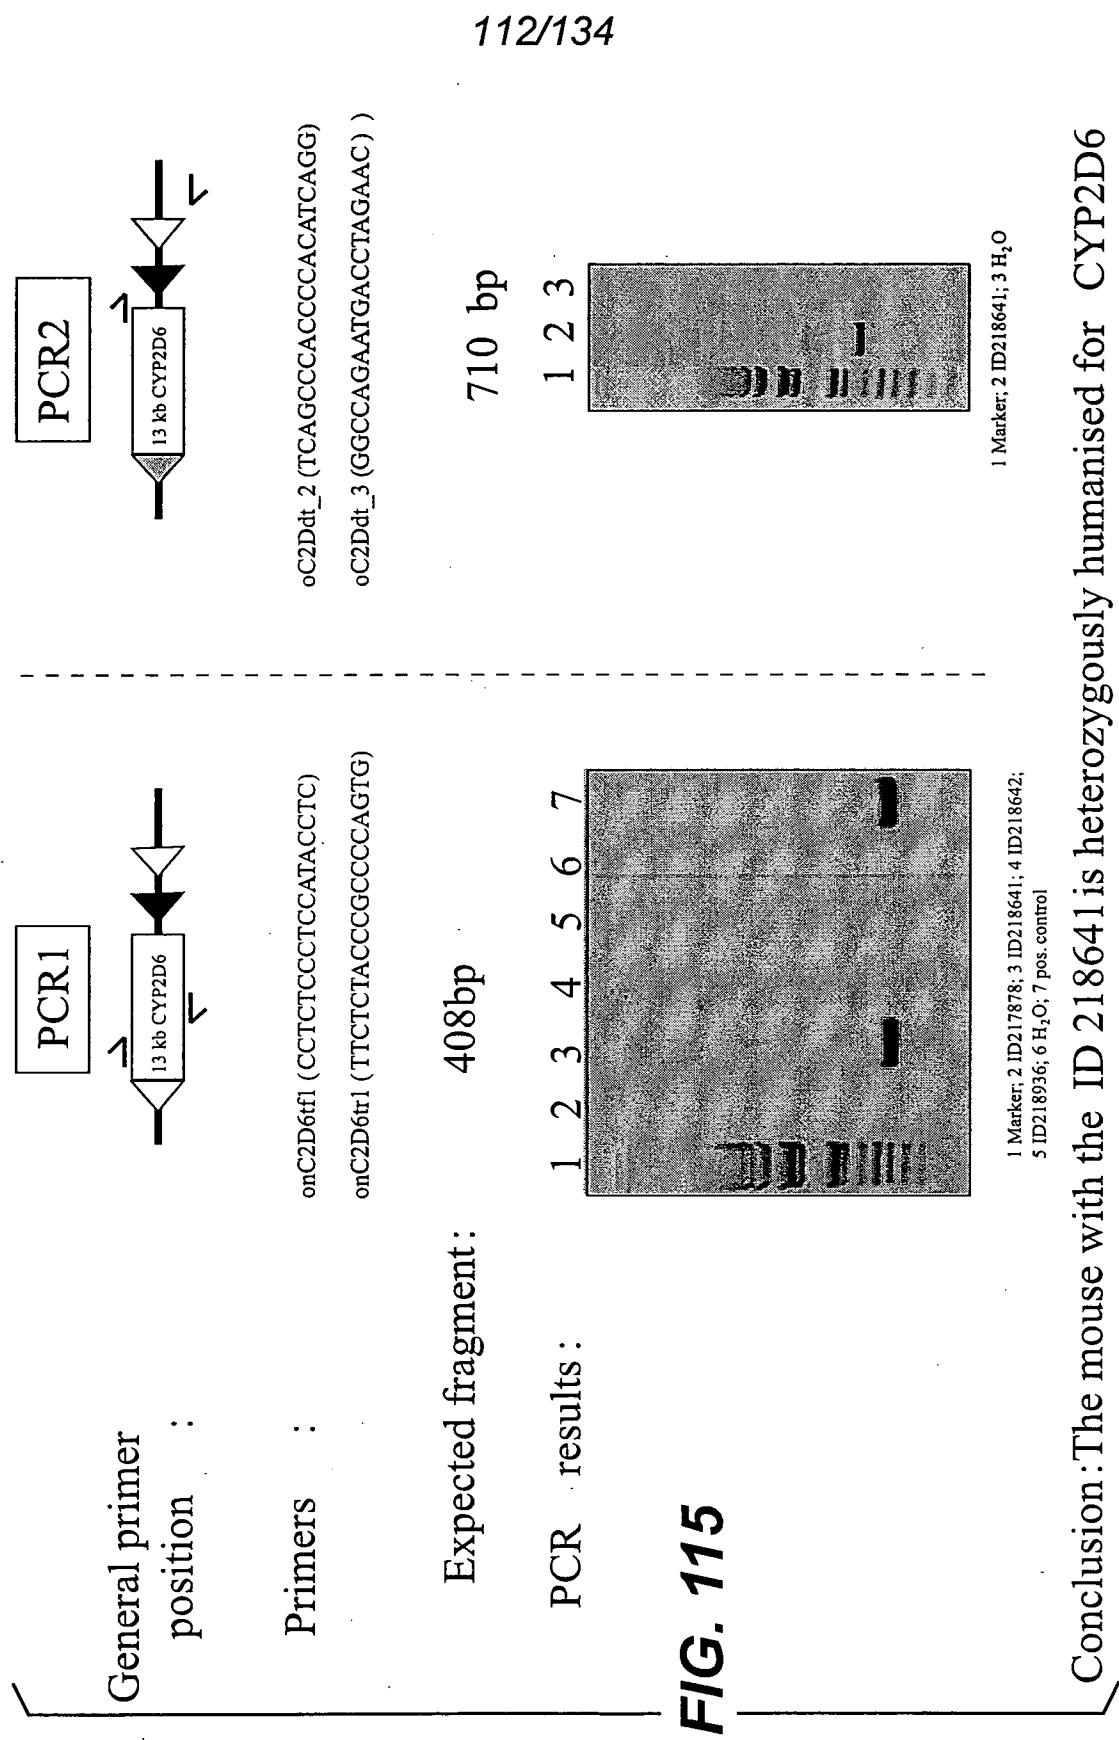 112/134
PCR1
PCR2
General primer
position :
13 kb CYP2D6
13 kb CYP2D6
Primers :
onC2D6tf1 (CCTCTCCCTCCATACCTC)
onC2D6tr1 (TTCTCTACCCGCCCCAGTG)
oC2Ddt_2 (TCAGCCCACCCCACATCAGG)
oC2Ddt_3 (GGCCAGAATGACCTAGAAC))
Expected fragment:
408bp
710 bp
PCR results :
1 2 3 4 5 6 7
1 2 3
1 Marker; 2 ID217878; 3 ID218641; 4 ID218642;
5 ID218936; 6 H₂O; 7 pos. control
1 Marker; 2 ID218641; 3 H₂O
FIG. 115
Conclusion:The mouse with the ID 218641 is heterozygously humanised for CYP2D6